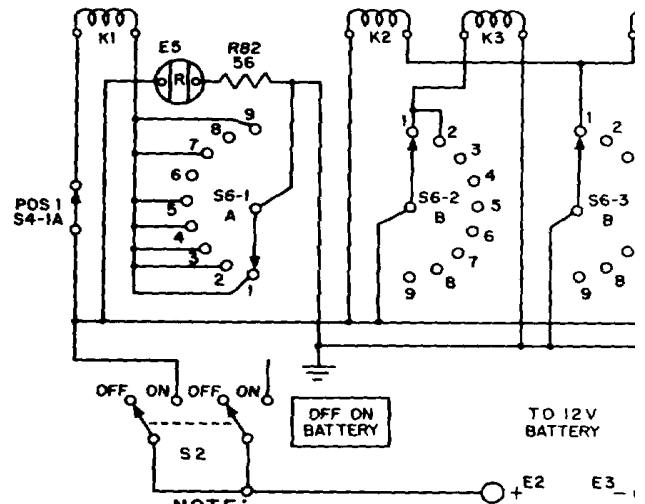 K1
E5
R82
56
R
K2
K3
9
8
7
6
5
4
3
2
1
S6-1
A
POS 1
S4-1A
1
2
3
4
5
6
7
8
9
S6-2
B
1
2
S6-3
B
8
9
OFF ON OFF ON
S2
OFF ON
BATTERY
TO 12V
BATTERY
+E2
E3-
NOTE: